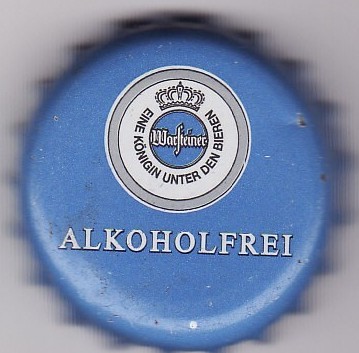 Warsteiner
EINE KÖNIGIN UNTER DEN BIEREN
ALKOHOLFREI